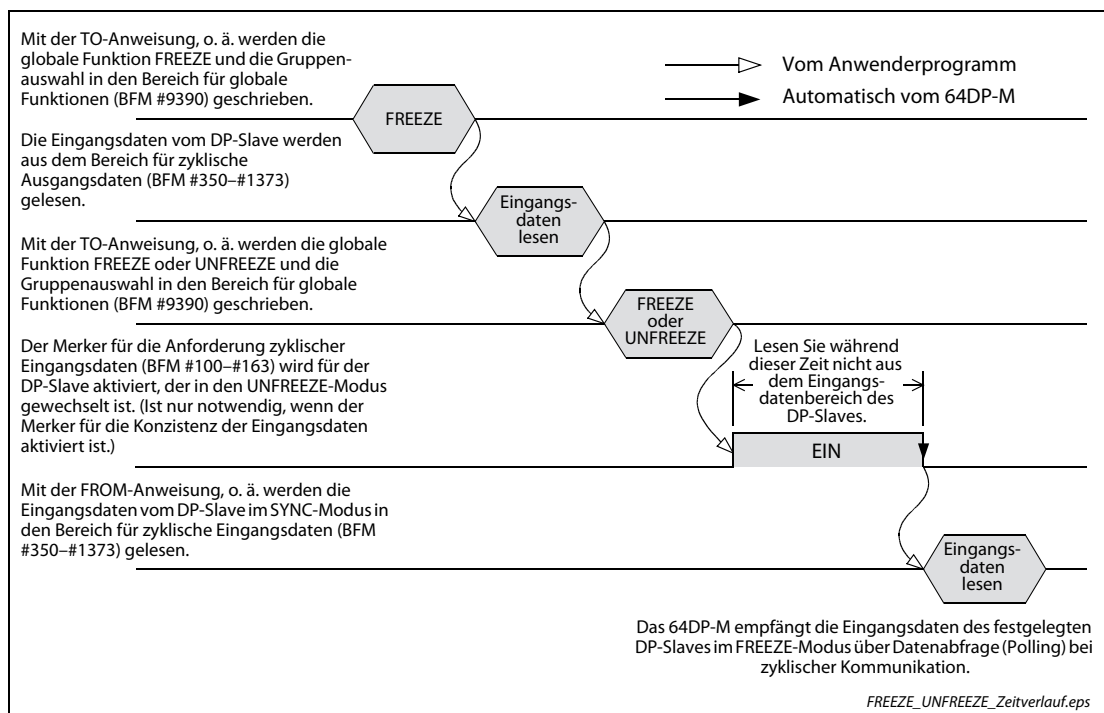 Mit der TO-Anweisung, o. ä. werden die
globale Funktion FREEZE und die Gruppen-
auswahl in den Bereich für globale
Funktionen (BFM #9390) geschrieben.
Vom Anwenderprogramm
Automatisch vom 64DP-M
FREEZE
Die Eingangsdaten vom DP-Slave werden
aus dem Bereich für zyklische
Ausgangsdaten (BFM #350–#1373)
gelesen.
Eingangs-
daten
lesen
Mit der TO-Anweisung, o. ä. werden die globale
Funktion FREEZE oder UNFREEZE und die
Gruppenauswahl in den Bereich für globale
Funktionen (BFM #9390) geschrieben.
FREEZE
oder
UNFREEZE
Der Merker für die Anforderung zyklischer
Eingangsdaten (BFM #100–#163) wird für der
DP-Slave aktiviert, der in den UNFREEZE-Modus
gewechselt ist. (Ist nur notwendig, wenn der
Merker für die Konzistenz der Eingangsdaten
aktiviert ist.)
Lesen Sie während
dieser Zeit nicht aus
dem Eingangs-
datenbereich des
DP-Slaves.
EIN
Mit der FROM-Anweisung, o. ä. werden die
Eingangsdaten vom DP-Slave im SYNC-Modus in
den Bereich für zyklische Eingangsdaten (BFM
#350–#1373) gelesen.
Eingangs-
daten
lesen
Das 64DP-M empfängt die Eingangsdaten des festgelegten
DP-Slaves im FREEZE-Modus über Datenabfrage (Polling) bei
zyklischer Kommunikation.
FREEZE_UNFREEZE_Zeitverlauf.eps